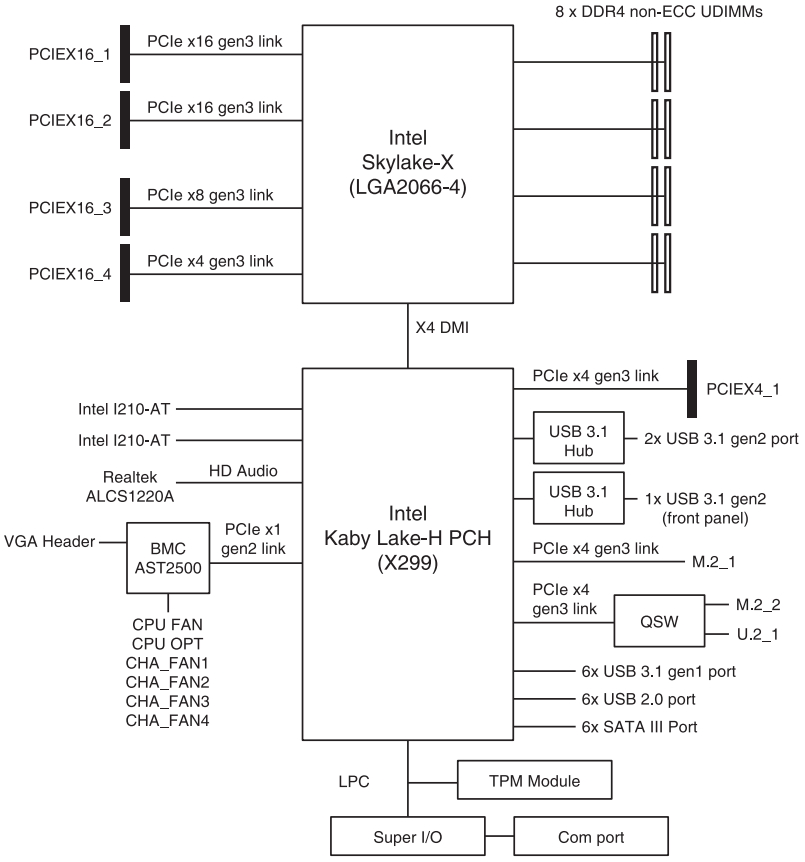 8 x DDR4 non-ECC UDIMMs
PCIEX16_1
PCIe x16 gen3 link
PCIEX16_2
PCIe x16 gen3 link
Intel
Skylake-X
(LGA2066-4)
PCIEX16_3
PCIe x8 gen3 link
PCIEX16_4
PCIe x4 gen3 link
X4 DMI
PCIe x4 gen3 link
PCIEX4_1
Intel I210-AT
Intel I210-AT
USB 3.1
Hub
2x USB 3.1 gen2 port
Realtek
ALCS1220A
HD Audio
USB 3.1
Hub
1x USB 3.1 gen2
(front panel)
Intel
Kaby Lake-H PCH
(X299)
VGA Header
BMC
AST2500
PCIe x1
gen2 link
PCIe x4 gen3 link
M.2_1
PCIe x4
gen3 link
QSW
M.2_2
U.2_1
CPU FAN
CPU OPT
CHA_FAN1
CHA_FAN2
CHA_FAN3
CHA_FAN4
6x USB 3.1 gen1 port
6x USB 2.0 port
6x SATA III Port
LPC
TPM Module
Super I/O
Com port